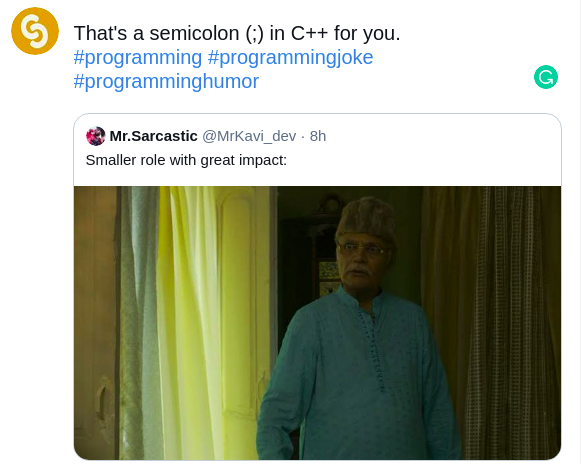 That's a semicolon (;) in C++ for you.
#programming #programmingjoke
#programminghumor
Mr.Sarcastic @MrKavi_dev · 8h
Smaller role with great impact: